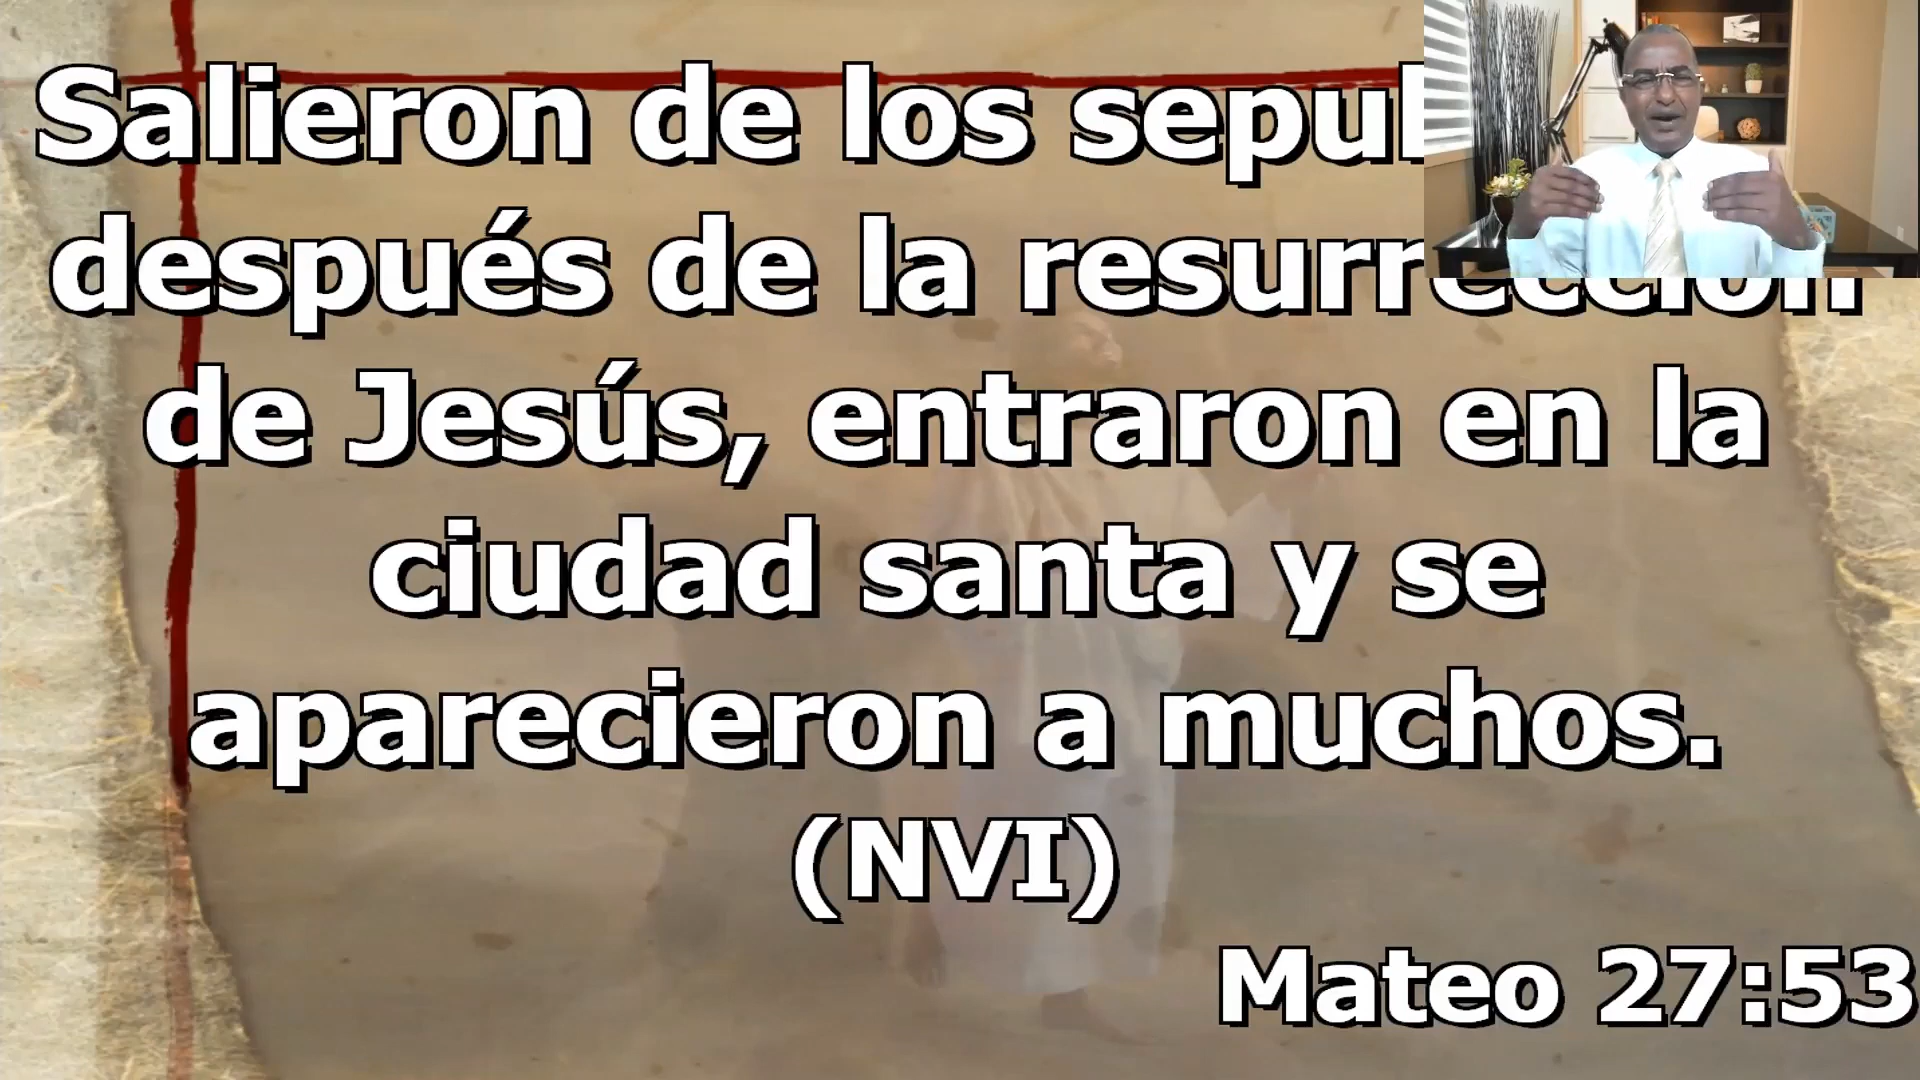 Salieron de los
después de la resurrección
de Jesús, entraron en la
ciudad santa y se
aparecieron a muchos.
(NVI)
Mateo 27:53